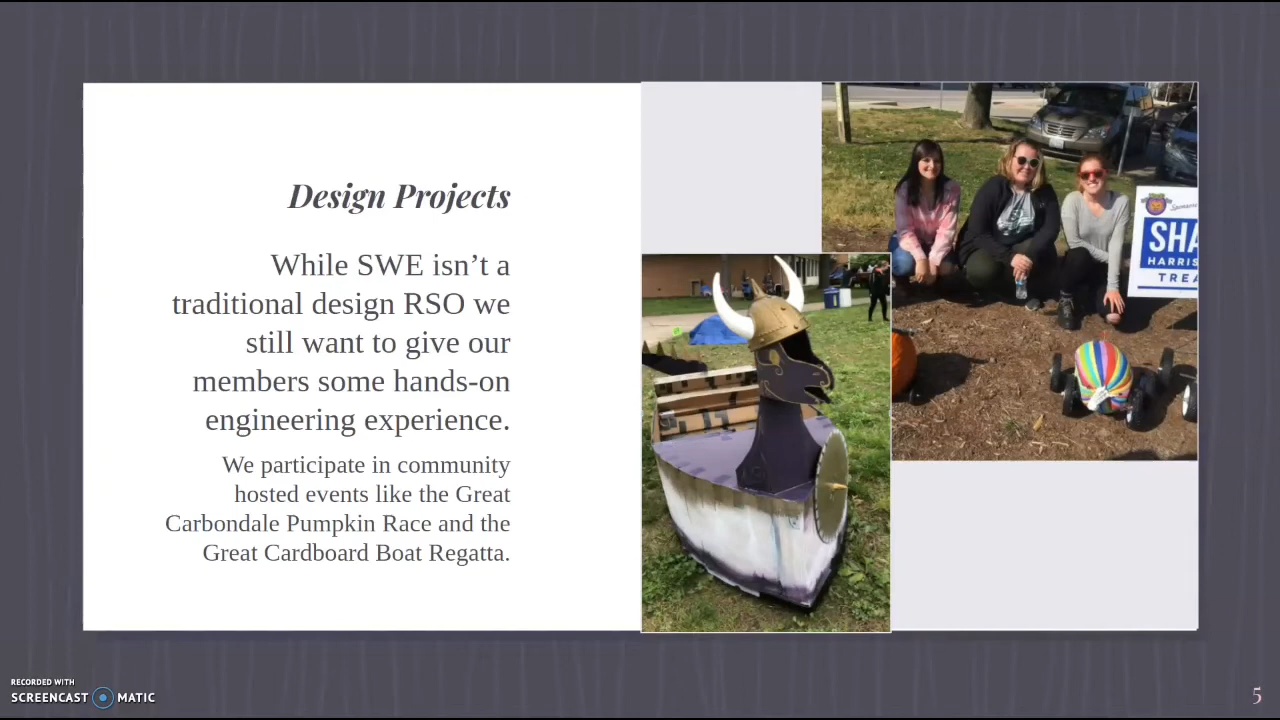 Design Projects
While SWE isn’t a
traditional design RSO we
still want to give our
members some hands-on
engineering experience.
We participate in community
hosted events like the Great
Carbondale Pumpkin Race and the
Great Cardboard Boat Regatta.
SHA
HARRIS
TREA
RECORDED WITH
SCREENCAST MATIC
5